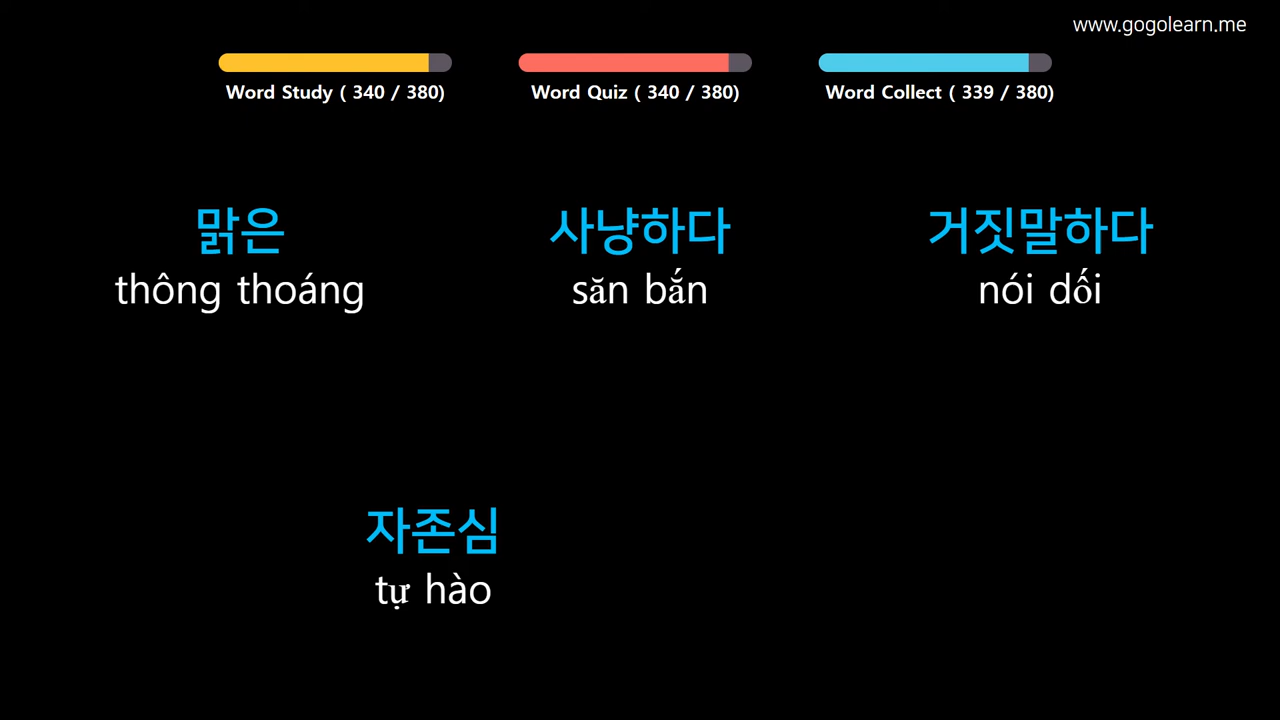 www.gogolearn.me
Word Study ( 340 / 380)
Word Quiz ( 340 / 380)
Word Collect ( 339 / 380)
맑은
thông thoáng
사냥하다
săn bắn
거짓말하다
nói dối
자존심
tự hào